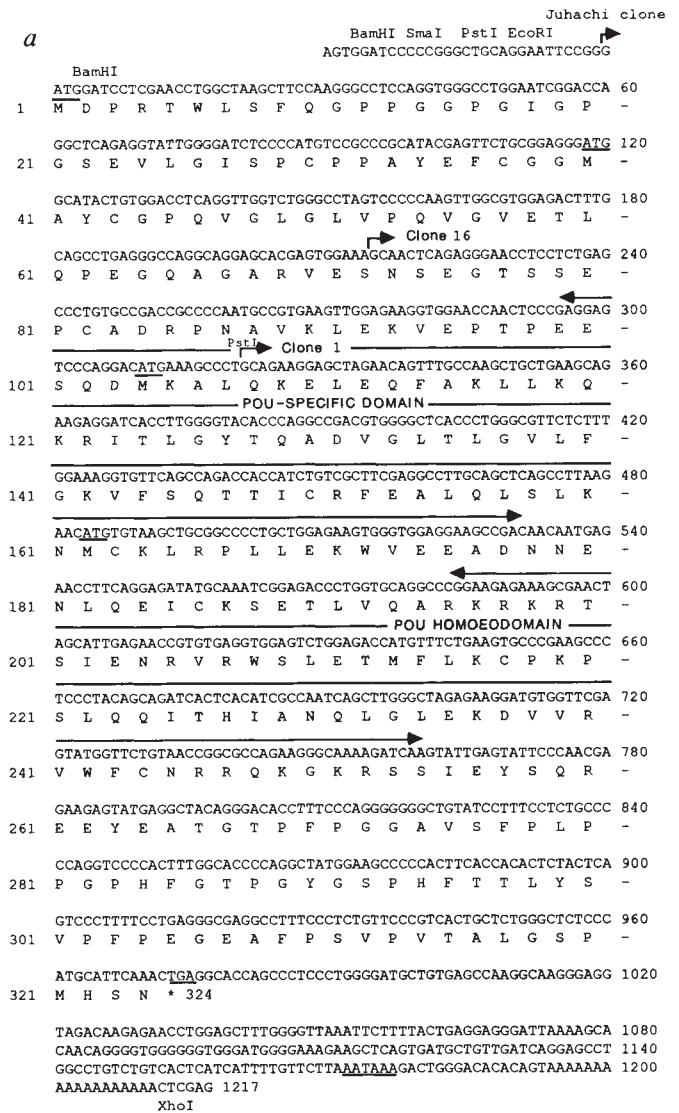 a
Juhachi clone
BamHI SmaI PstI EcoRI
AGTGGATCCCCCGGGCTGCAGGAATTCCGGG
BamHI
ATGGATCCTCGAACCTGGCTAAGCTTCCAAGGGCCTCCAGGTGGGCCTGGAATCGGACCA 60
1 M D P R T W L S F Q G P P G G P G I G P -
GGCTCAGAGGTATTGGGGATCTCCCCATGTCCGCCCGCATACGAGTTCTGCGGAGGGATG 120
21 G S E V L G I S P C P P A Y E F C G G M -
GCATACTGTGGACCTCAGGTTGGTCTGGGCCTAGTCCCCCAAGTTGGCGTGGAGACTTTG 180
41 A Y C G P Q V G L G L V P Q V G V E T L -
Clone 16
CAGCCTGAGGGCCAGGCAGGAGCACGAGTGGAAAGCAACTCAGAGGGAACCTCCTCTGAG 240
61 Q P E G Q A G A R V E S N S E G T S S E -
CCCTGTGCCGACCGCCCCAATGCCGTGAAGTTGGAGAAGGTGGAACCAACTCCCGAGGAG 300
81 P C A D R P N A V K L E K V E P T P E E -
PstI Clone 1
TCCCAGGACATGAAAGCCCTGCAGAAGGAGCTAGAACAGTTTGCCAAGCTGCTGAAGCAG 360
101 S Q D M K A L Q K E L E Q F A K L L K Q -
POU-SPECIFIC DOMAIN
AAGAGGATCACCTTGGGGTACACCCAGGCCGACGTGGGGCTCACCCTGGGCGTTCTCTTT 420
121 K R I T L G Y T Q A D V G L T L G V L F -
GGAAAGGTGTTCAGCCAGACCACCATCTGTCGCTTCGAGGCCTTGCAGCTCAGCCTTAAG 480
141 G K V F S Q T T I C R F E A L Q L S L K -
AACATGTGTAAGCTGCGGCCCCTGCTGGAGAAGTGGGTGGAGGAAGCCGACAACAATGAG 540
161 N M C K L R P L L E K W V E E A D N N E -
AACCTTCAGGAGATATGCAAATCGGAGACCCTGGTGCAGGCCCGGAAGAGAAAGCGAACT 600
181 N L Q E I C K S E T L V Q A R K R K R T -
POU HOMOEODOMAIN
AGCATTGAGAACCGTGTGAGGTGGAGTCTGGAGACCATGTTTCTGAAGTGCCCGAAGCCC 660
201 S I E N R V R W S L E T M F L K C P K P -
TCCCTACAGCAGATCACTCACATCGCCAATCAGCTTGGGCTAGAGAAGGATGTGGTTCGA 720
221 S L Q Q I T H I A N Q L G L E K D V V R -
GTATGGTTCTGTAACCGGCGCCAGAAGGGCAAAAGATCAAGTATTGAGTATTCCCAACGA 780
241 V W F C N R R Q K G K R S S I E Y S Q R -
GAAGAGTATGAGGCTACAGGGACACCTTTCCCAGGGGGGGCTGTATCCTTTCCTCTGCCC 840
261 E E Y E A T G T P F P G G A V S F P L P -
CCAGGTCCCCACTTTGGCACCCCAGGCTATGGAAGCCCCCACTTCACCACACTCTACTCA 900
281 P G P H F G T P G Y G S P H F T T L Y S -
GTCCCTTTTCCTGAGGGCGAGGCCTTTCCCTCTGTTCCCGTCACTGCTCTGGGCTCTCCC 960
301 V P F P E G E A F P S V P V T A L G S P -
ATGCATTCAAACTGAGGCACCAGCCCTCCCTGGGGATGCTGTGAGCCAAGGCAAGGGAGG 1020
321 M H S N * 324
TAGACAAGAGAACCTGGAGCTTTGGGGTTAAATTCTTTTACTGAGGAGGGATTAAAAGCA 1080
CAACAGGGGTGGGGGGTGGGATGGGGAAAGAAGCTCAGTGATGCTGTTGATCAGGAGCCT 1140
GGCCTGTCTGTCACTCATCATTTTGTTCTTAAATAAAGACTGGGACACACAGTAAAAAAA 1200
AAAAAAAAAAAACTCGAG 1217
XhoI